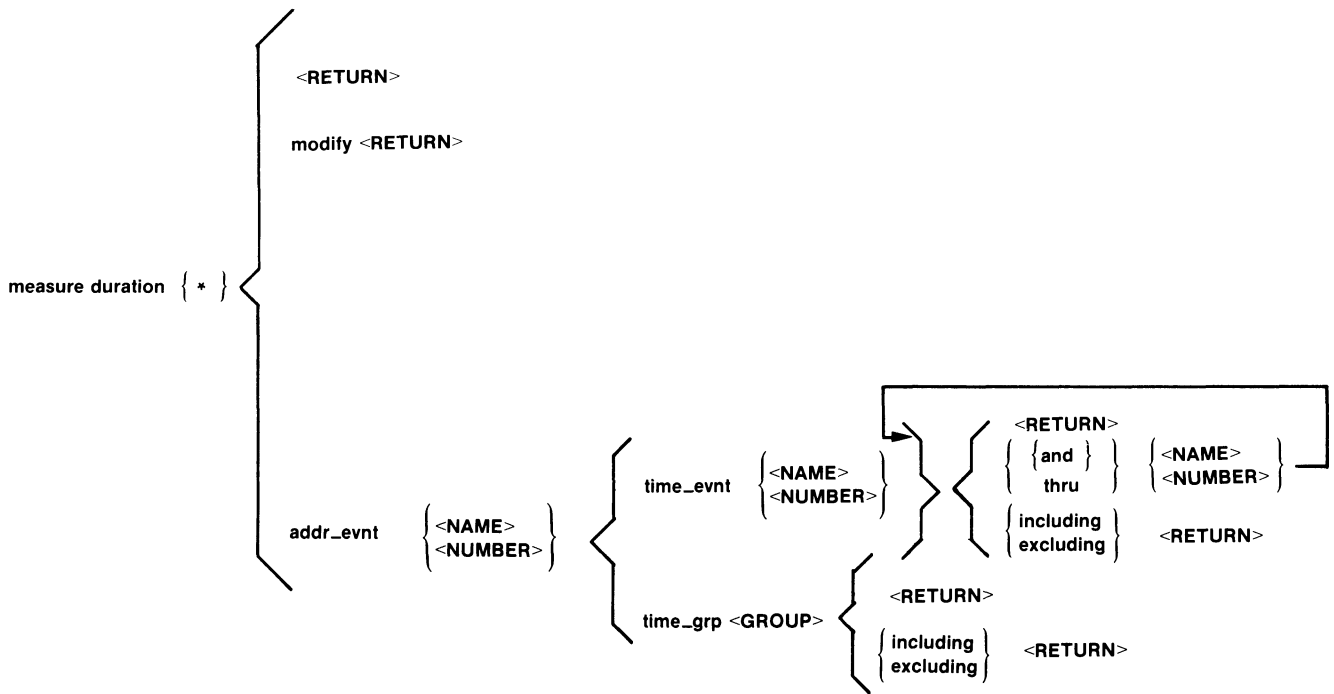 <RETURN>
modify <RETURN>
measure duration { * }
addr_evnt {<NAME> <NUMBER>}
time_evnt {<NAME> <NUMBER>}
<RETURN>
{ {and } thru } {<NAME> <NUMBER>}
{including excluding} <RETURN>
time_grp <GROUP>
<RETURN>
{including excluding} <RETURN>